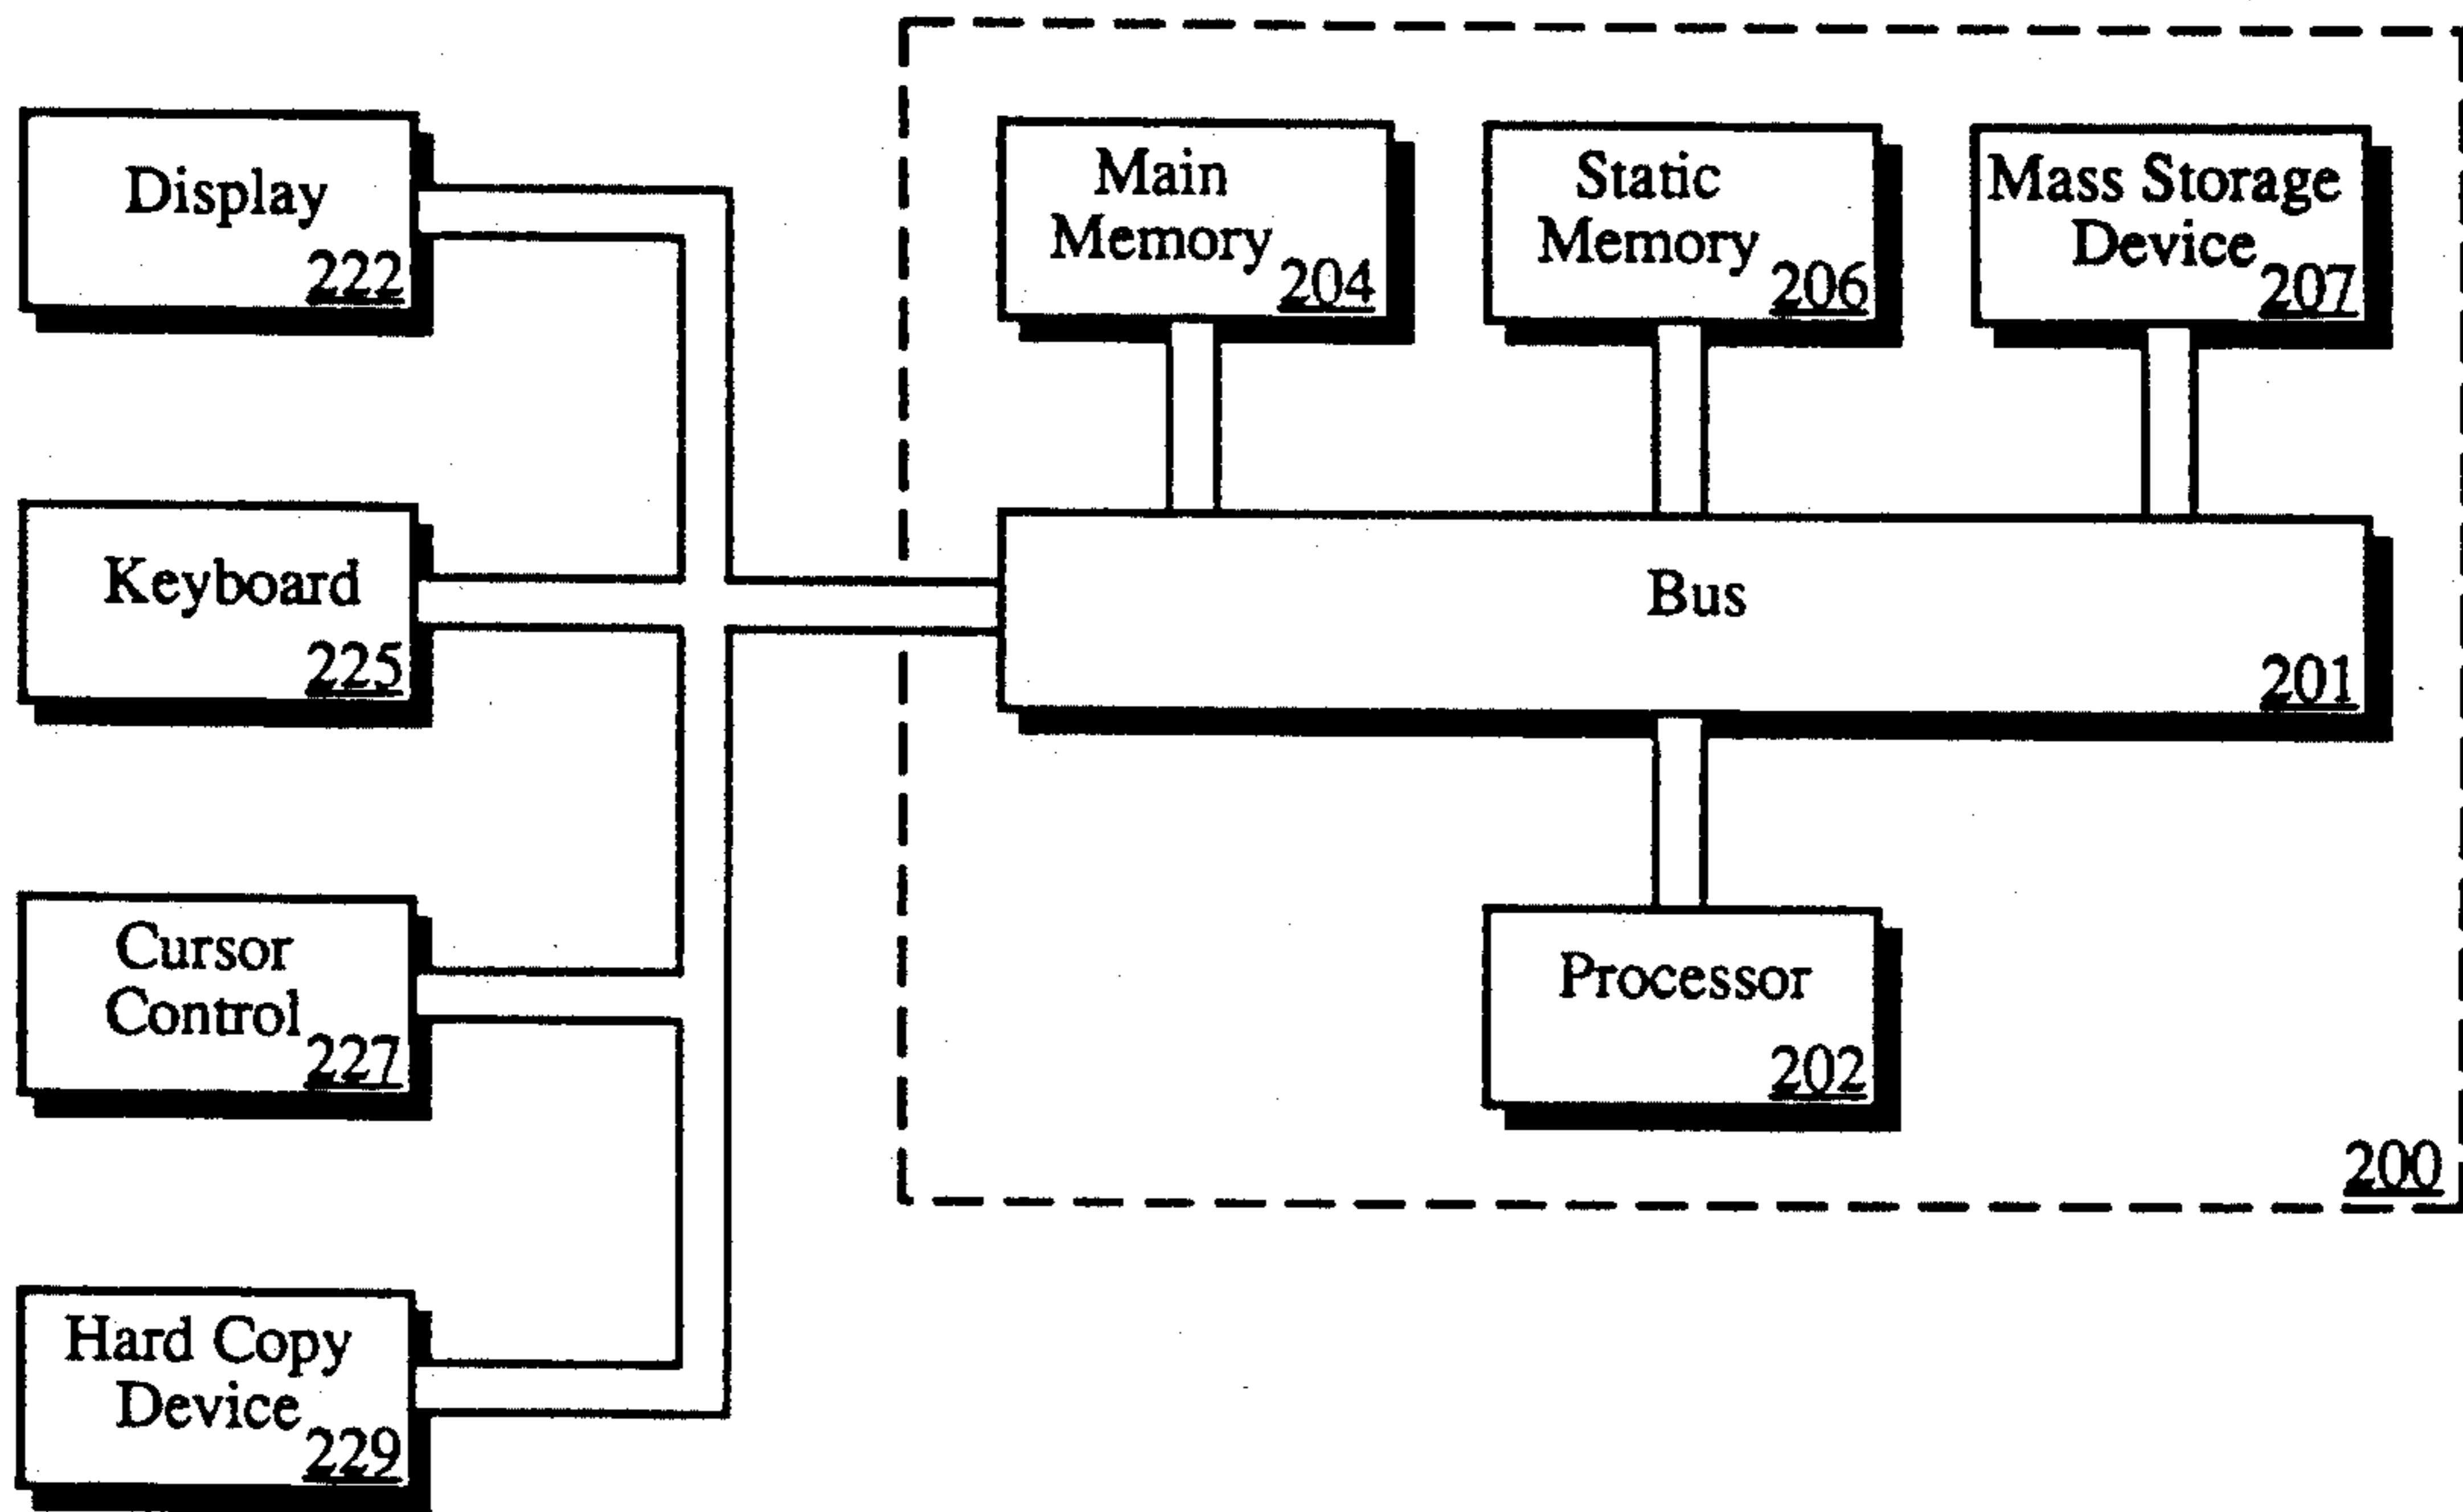 Display
222
Keyboard
225
Cursor
Control
227
Hard Copy
Device
229
Main
Memory
204
Static
Memory
206
Mass Storage
Device
207
Bus
201
Processor
202
200